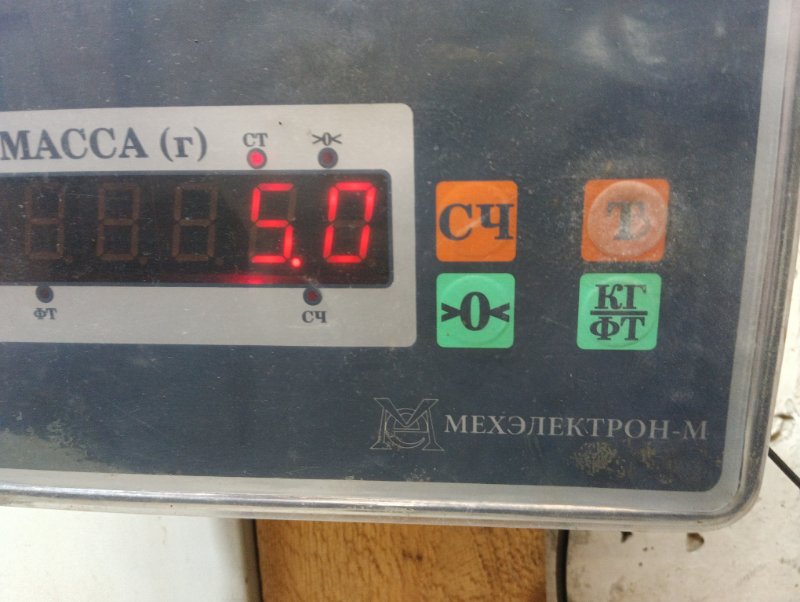 МАССА (г)
СТ
>0<
5.0
ФТ
СЧ
СЧ
Т
>0<
КГ
ФТ
МЕХЭЛЕКТРОН-М